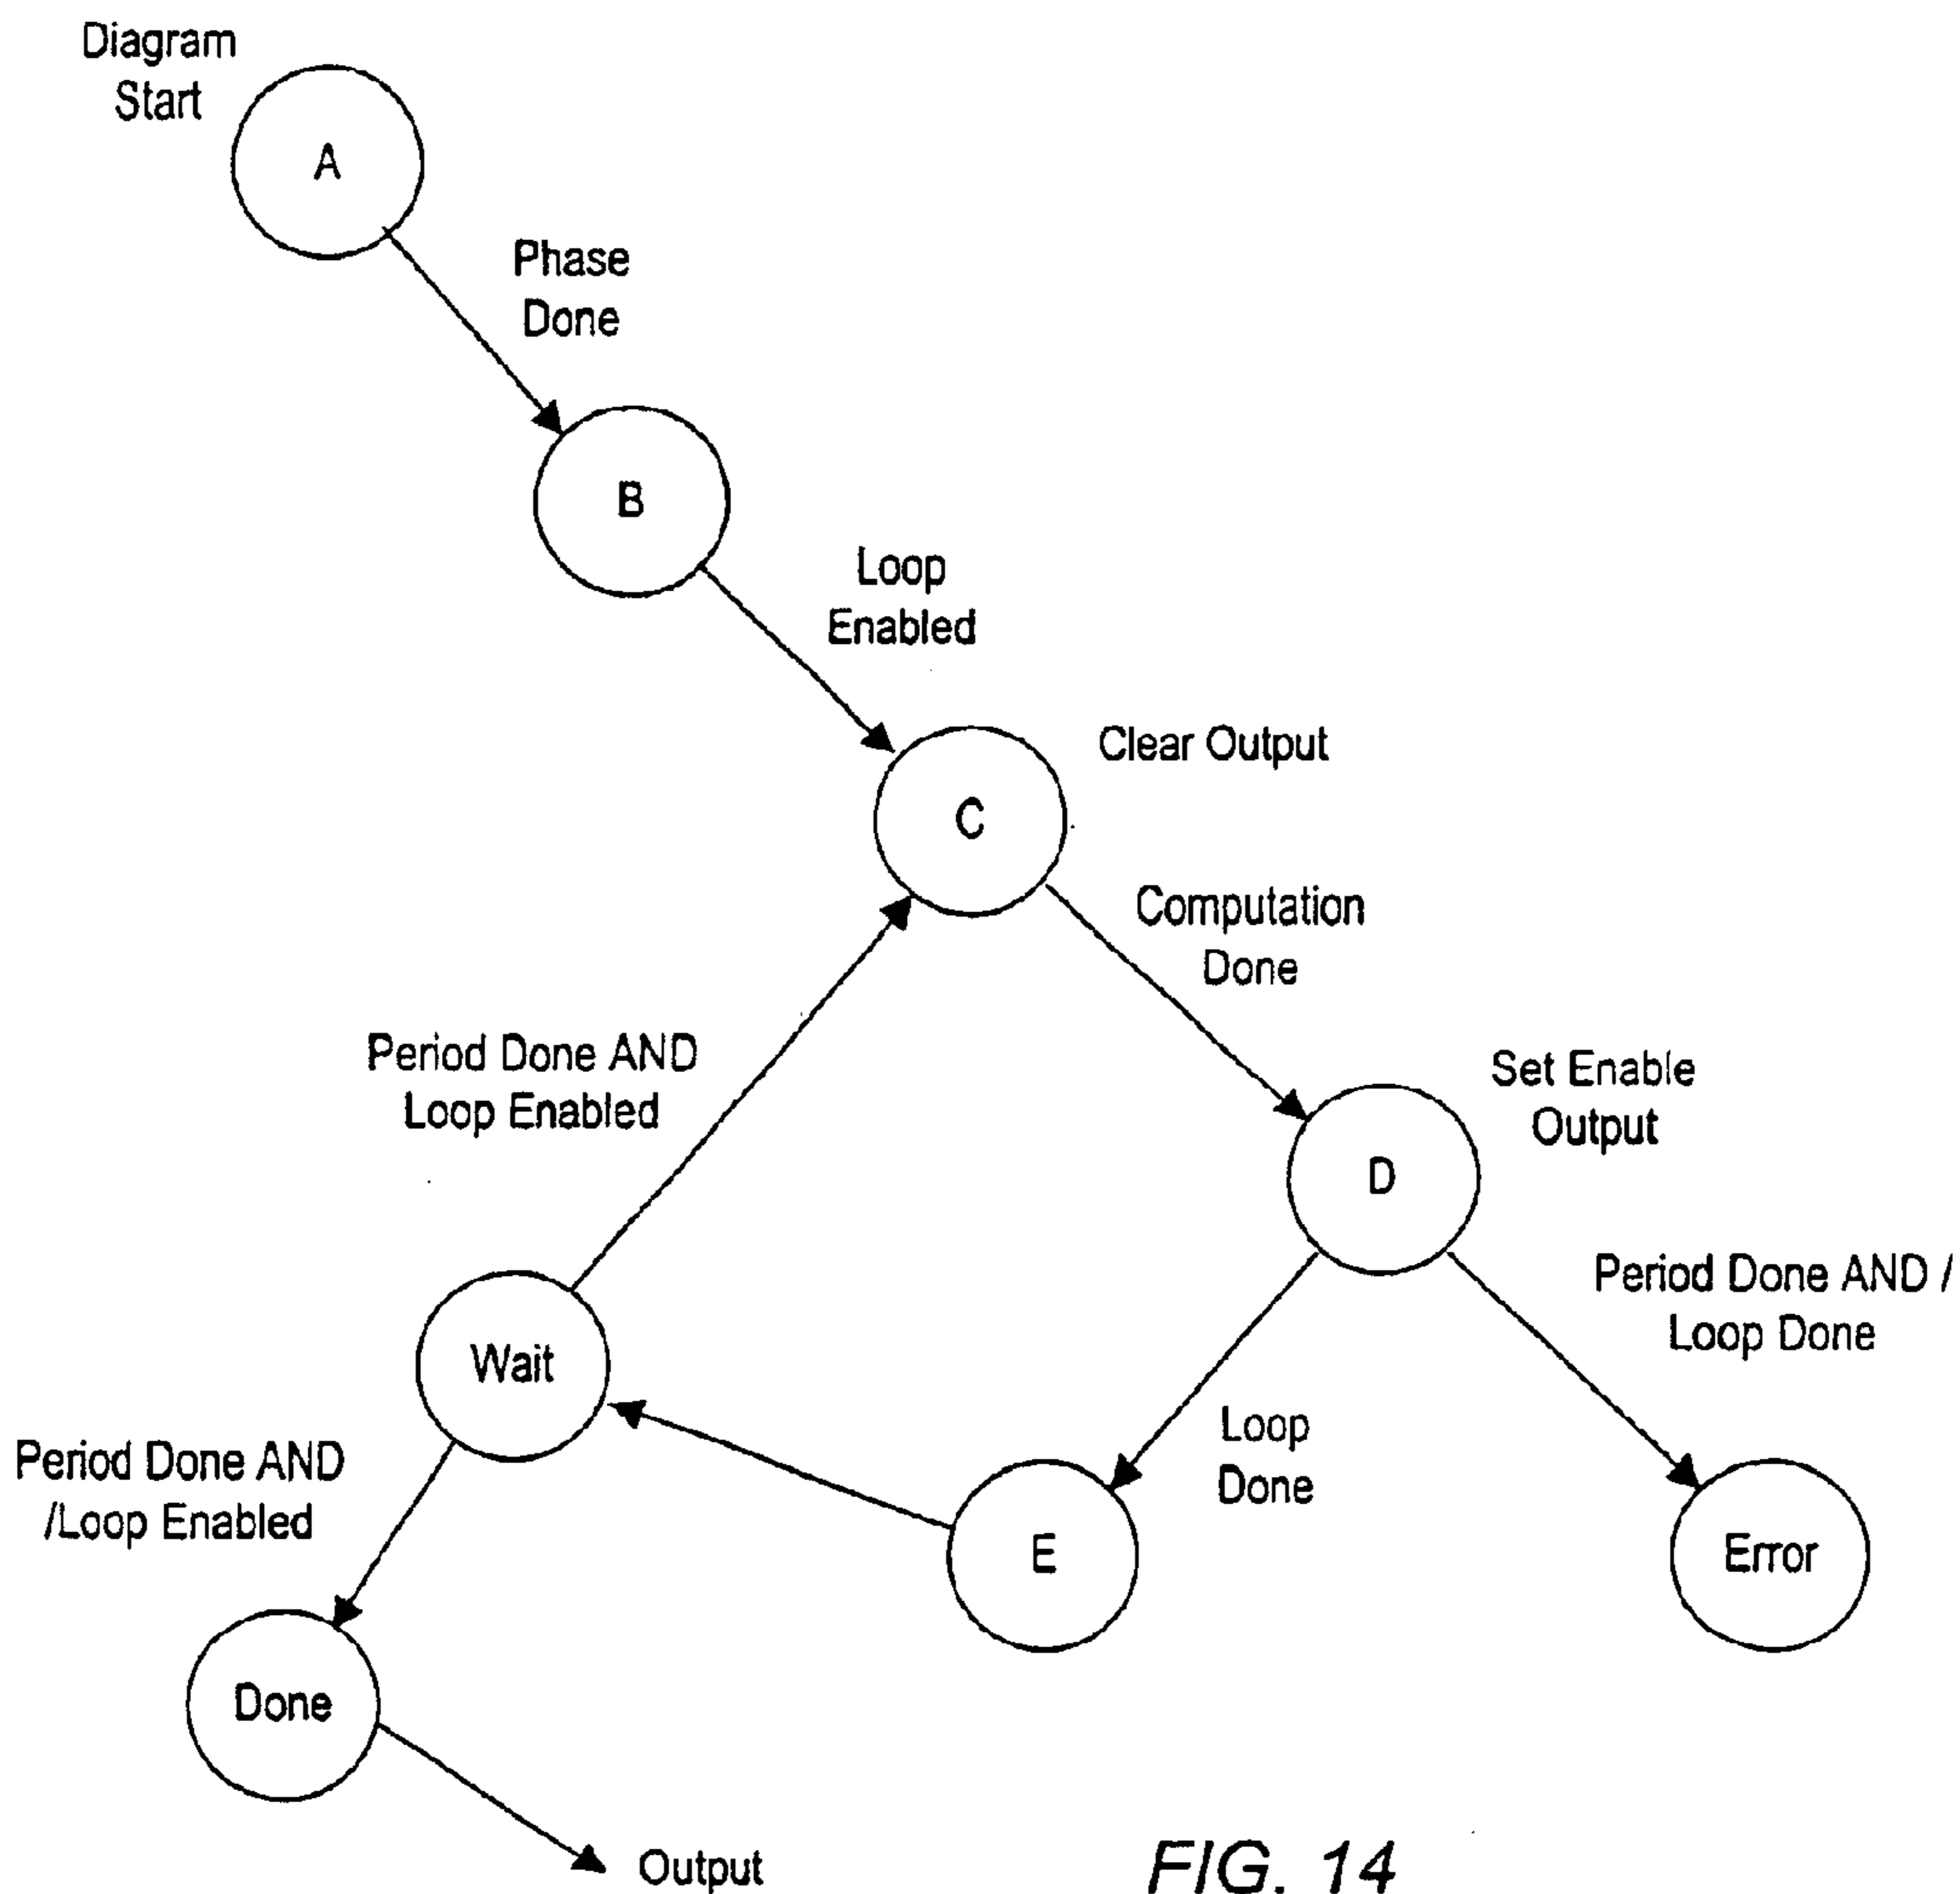 Diagram
Start
A
Phase
Done
B
Loop
Enabled
C
Clear Output
Computation
Done
Period Done AND
Loop Enabled
Set Enable
Output
D
Period Done AND /
Loop Done
Wait
Loop
Done
Period Done AND
/Loop Enabled
E
Error
Done
Output
FIG. 14